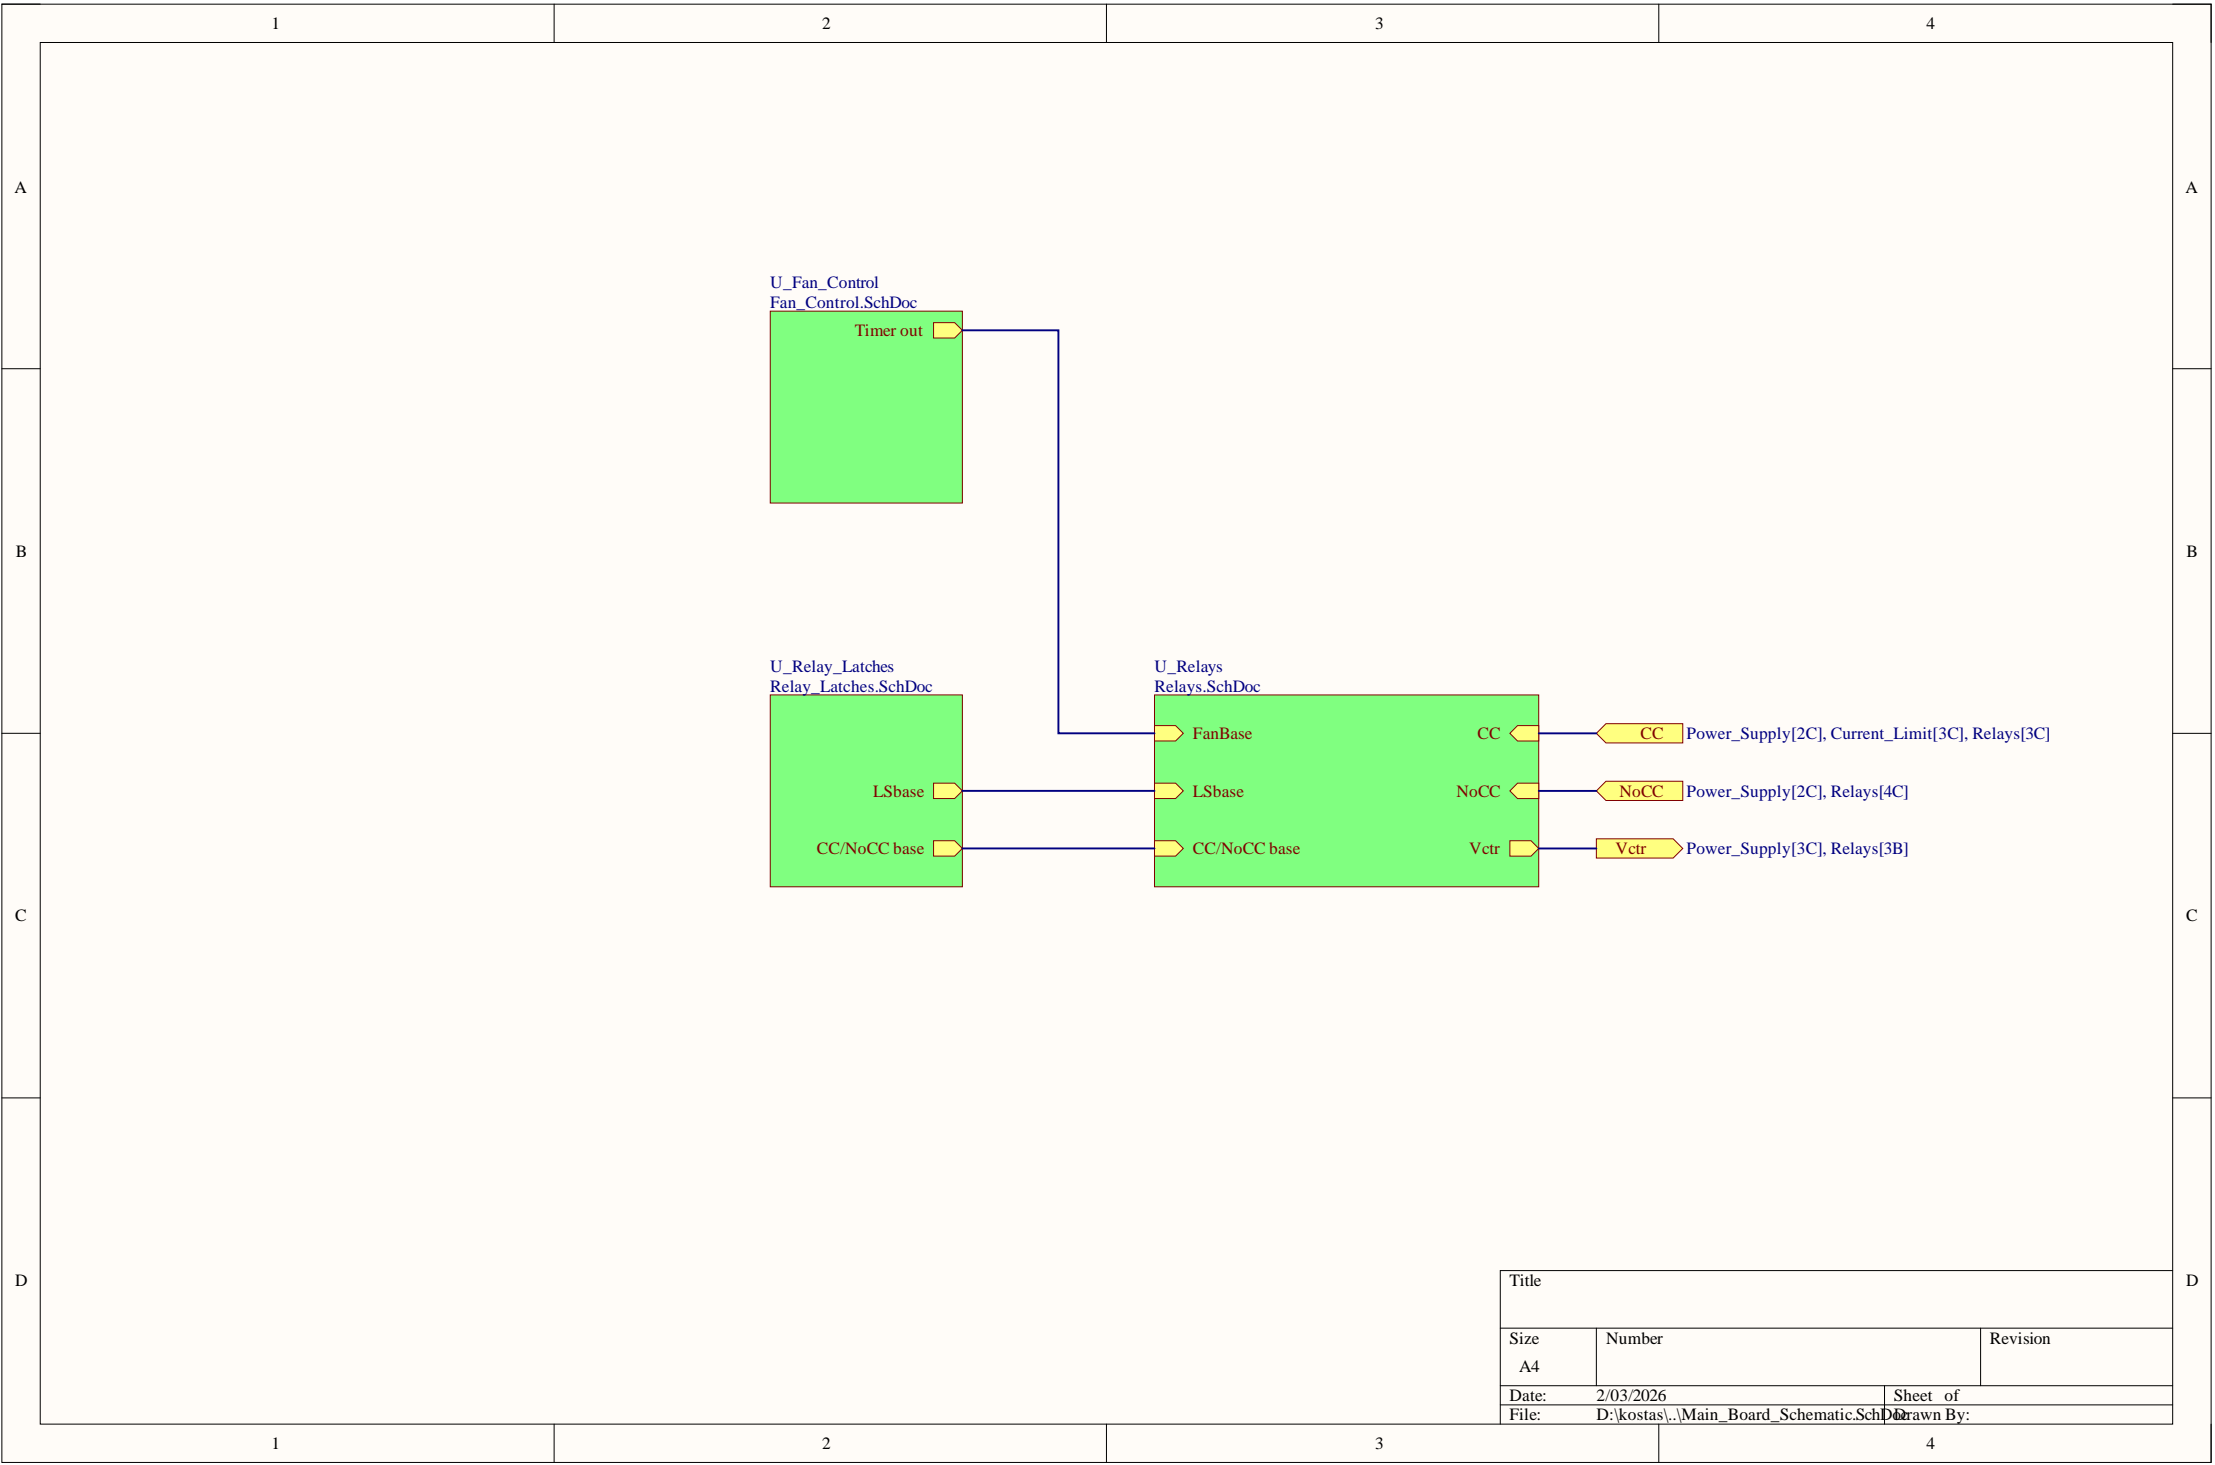 1 2 3 4
A A
U_Fan_Control
Fan_Control.SchDoc
Timer out
B B
U_Relay_Latches U_Relays
Relay_Latches.SchDoc Relays.SchDoc
FanBase CC CC Power_Supply[2C], Current_Limit[3C], Relays[3C]
LSbase LSbase NoCC NoCC Power_Supply[2C], Relays[4C]
CC/NoCC base CC/NoCC base Vctr Vctr Power_Supply[3C], Relays[3B]
C C
D D
Title
Size Number Revision
A4
Date: 2/03/2026 Sheet of
File: D:\kostas\..\Main_Board_Schematic.SchDoc Drawn By:
1 2 3 4